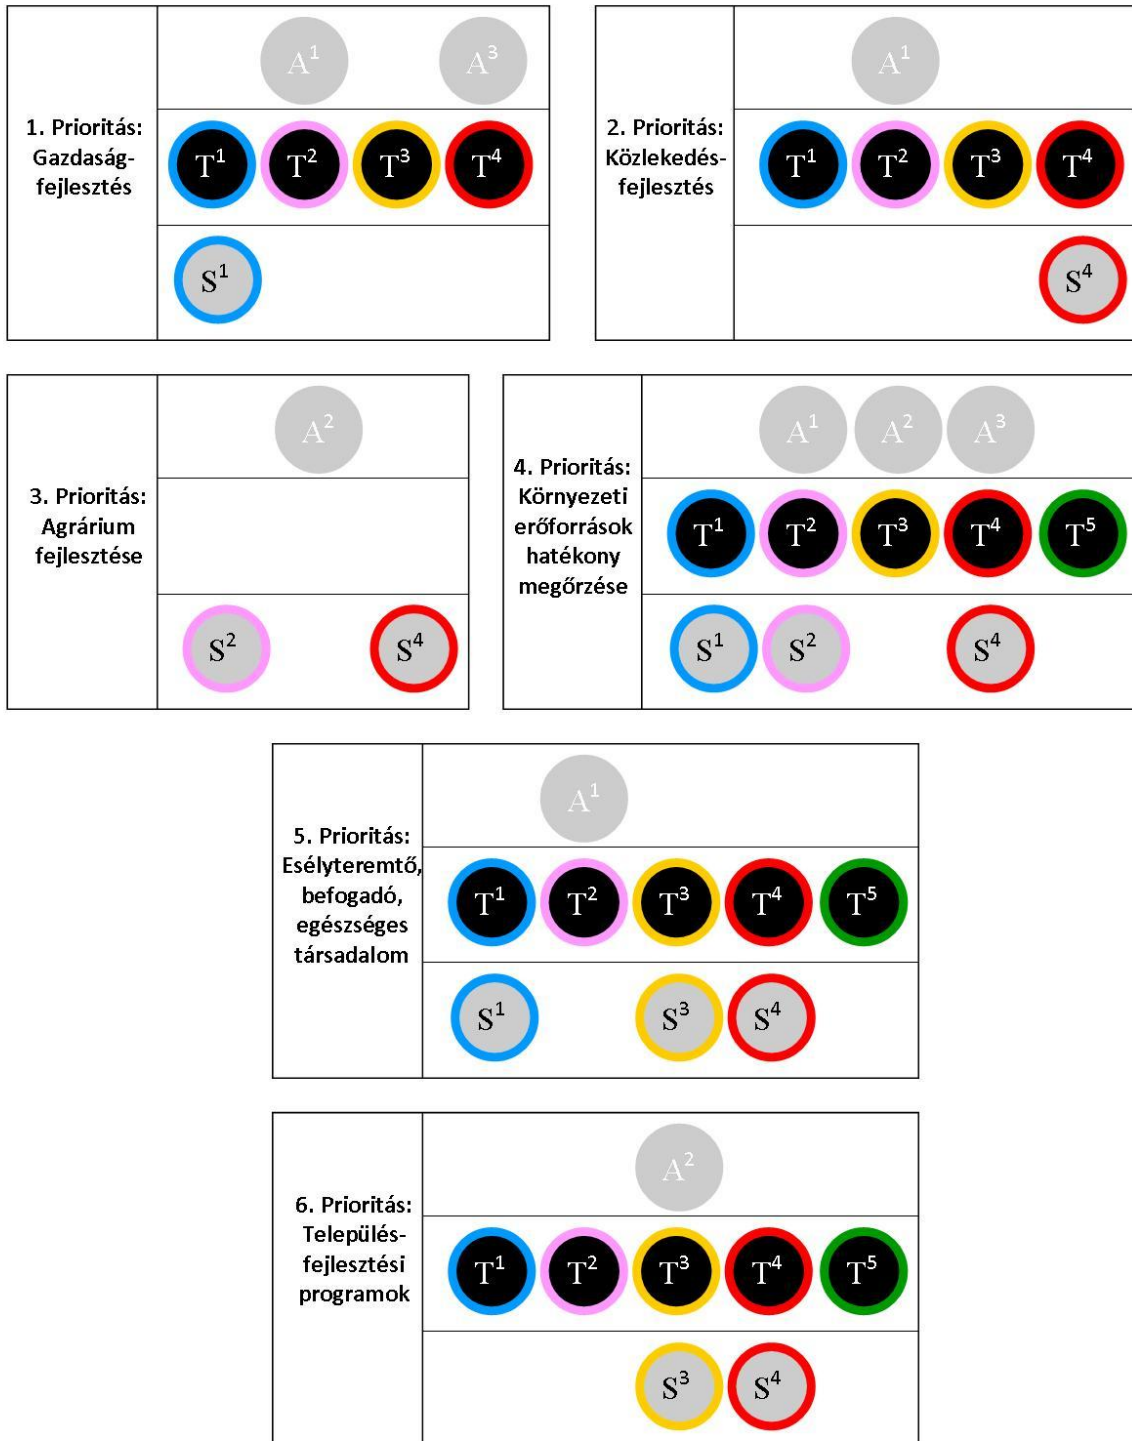 1. Prioritás:
Gazdaság-
fejlesztés
A¹ A³
T¹ T² T³ T⁴
S¹
2. Prioritás:
Közlekedés-
fejlesztés
A¹
T¹ T² T³ T⁴
S⁴
3. Prioritás:
Agrárium
fejlesztése
A²
S² S⁴
4. Prioritás:
Környezeti
erőforrások
hatékony
megőrzése
A¹ A² A³
T¹ T² T³ T⁴ T⁵
S¹ S² S⁴
5. Prioritás:
Esélyteremtő,
befogadó,
egészséges
társadalom
A¹
T¹ T² T³ T⁴ T⁵
S¹ S³ S⁴
6. Prioritás:
Település-
fejlesztési
programok
A²
T¹ T² T³ T⁴ T⁵
S³ S⁴